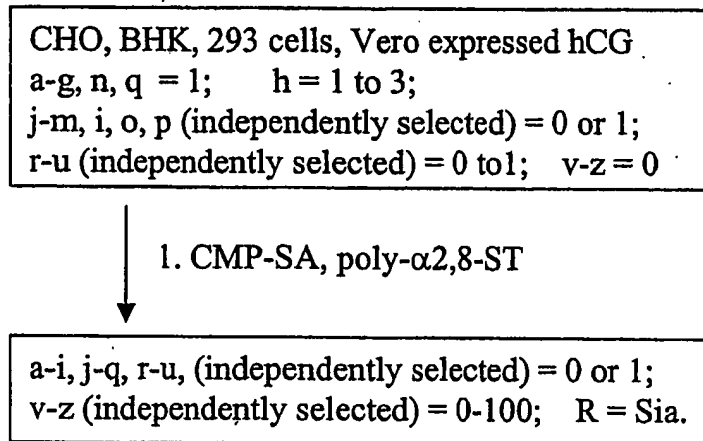 CHO, BHK, 293 cells, Vero expressed hCG
a-g, n, q = 1; h = 1 to 3;
j-m, i, o, p (independently selected) = 0 or 1;
r-u (independently selected) = 0 to1; v-z = 0
1. CMP-SA, poly-α2,8-ST
a-i, j-q, r-u, (independently selected) = 0 or 1;
v-z (independently selected) = 0-100; R = Sia.